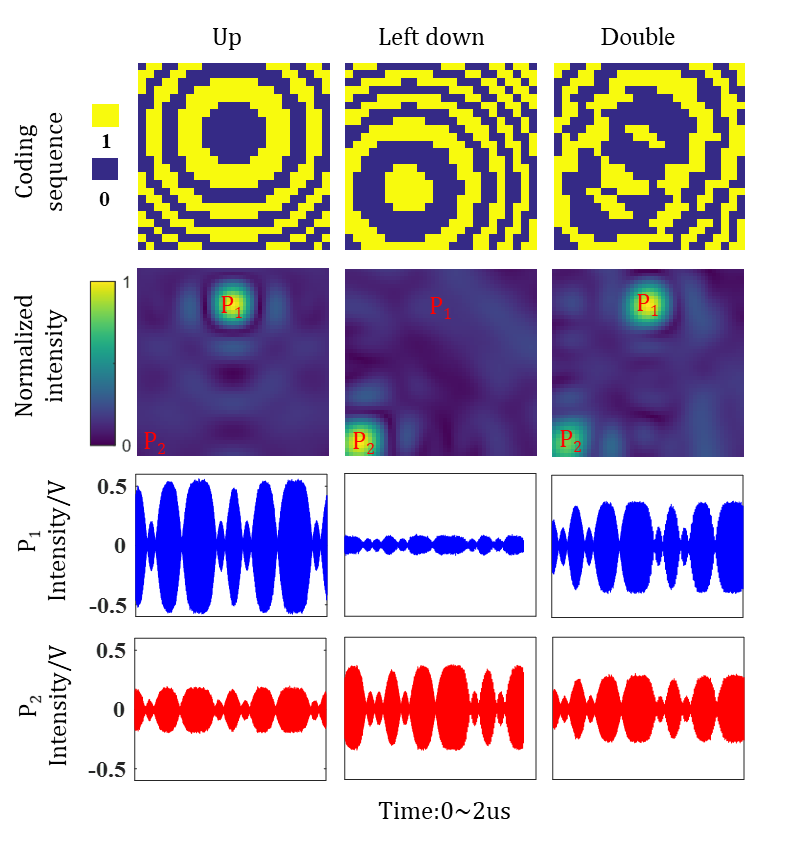 Up
Left down
Double
Coding
sequence
1
0
Normalized
intensity
1
0
P1
P2
P1
P2
P1
P2
P1
Intensity/V
0.5
0
-0.5
P2
Intensity/V
0.5
0
-0.5
Time:0~2us